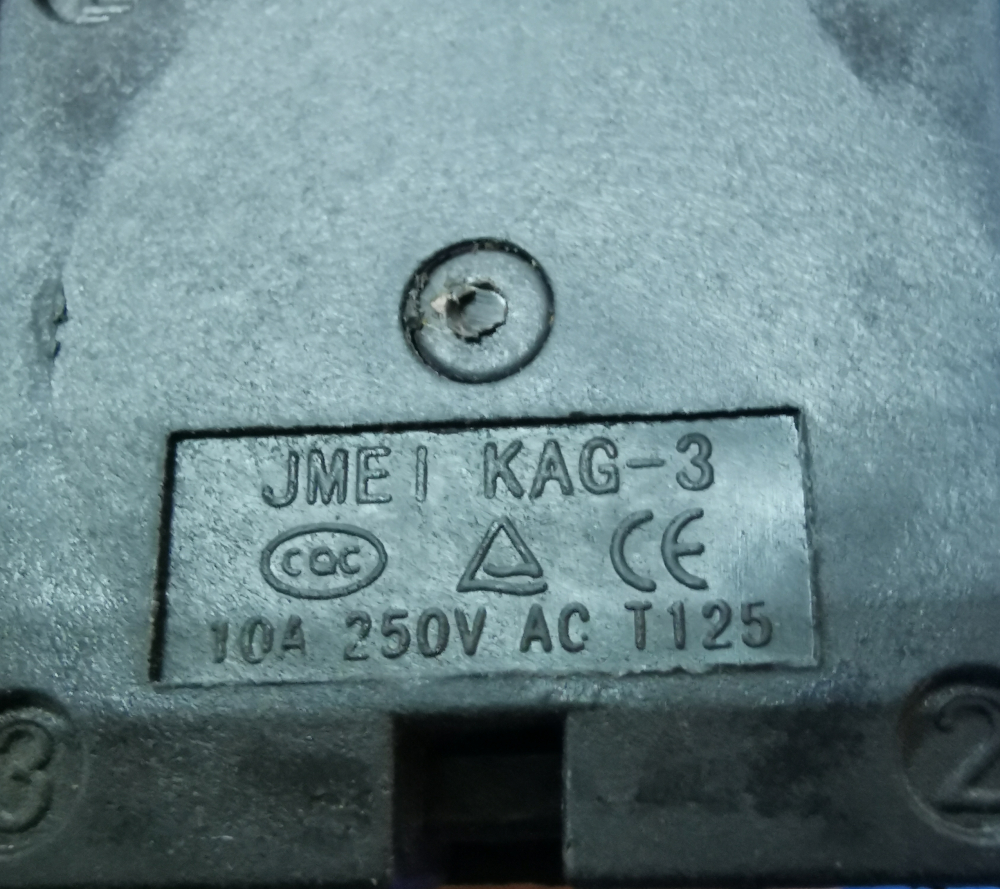 JMEI KAG-3
CQC CE
10A 250V AC T125
3 2